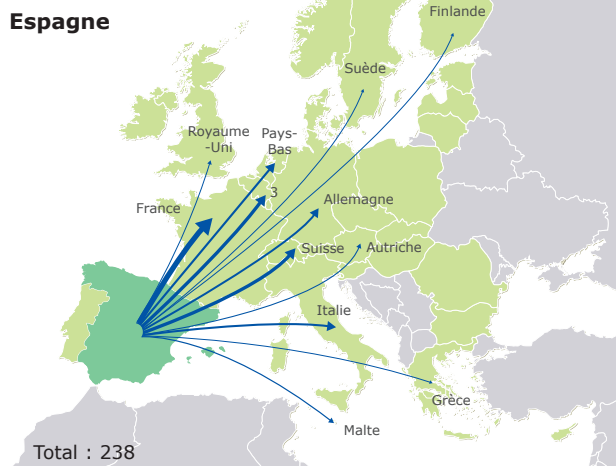 Espagne
Finlande
Suède
Royaume
-Uni
Pays-
Bas
3
France
Allemagne
Suisse
Autriche
Italie
Grèce
Malte
Total : 238